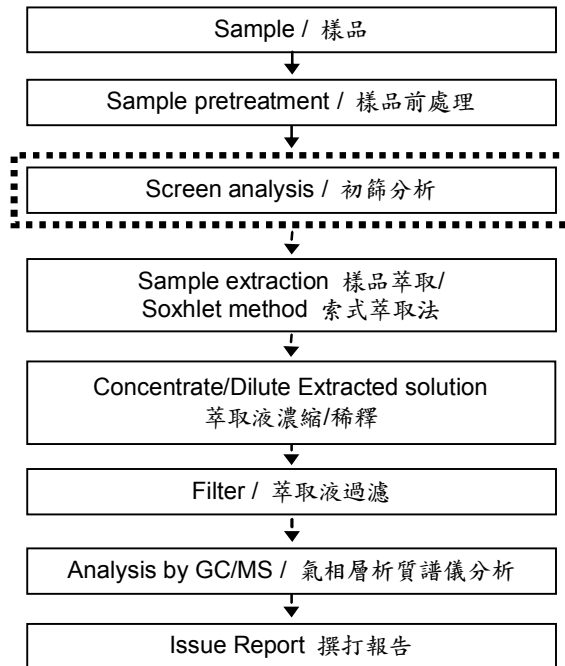 Sample / 樣品
Sample pretreatment / 樣品前處理
Screen analysis / 初篩分析
Sample extraction 樣品萃取/
Soxhlet method 索式萃取法
Concentrate/Dilute Extracted solution
萃取液濃縮/稀釋
Filter / 萃取液過濾
Analysis by GC/MS / 氣相層析質譜儀分析
Issue Report 撰打報告